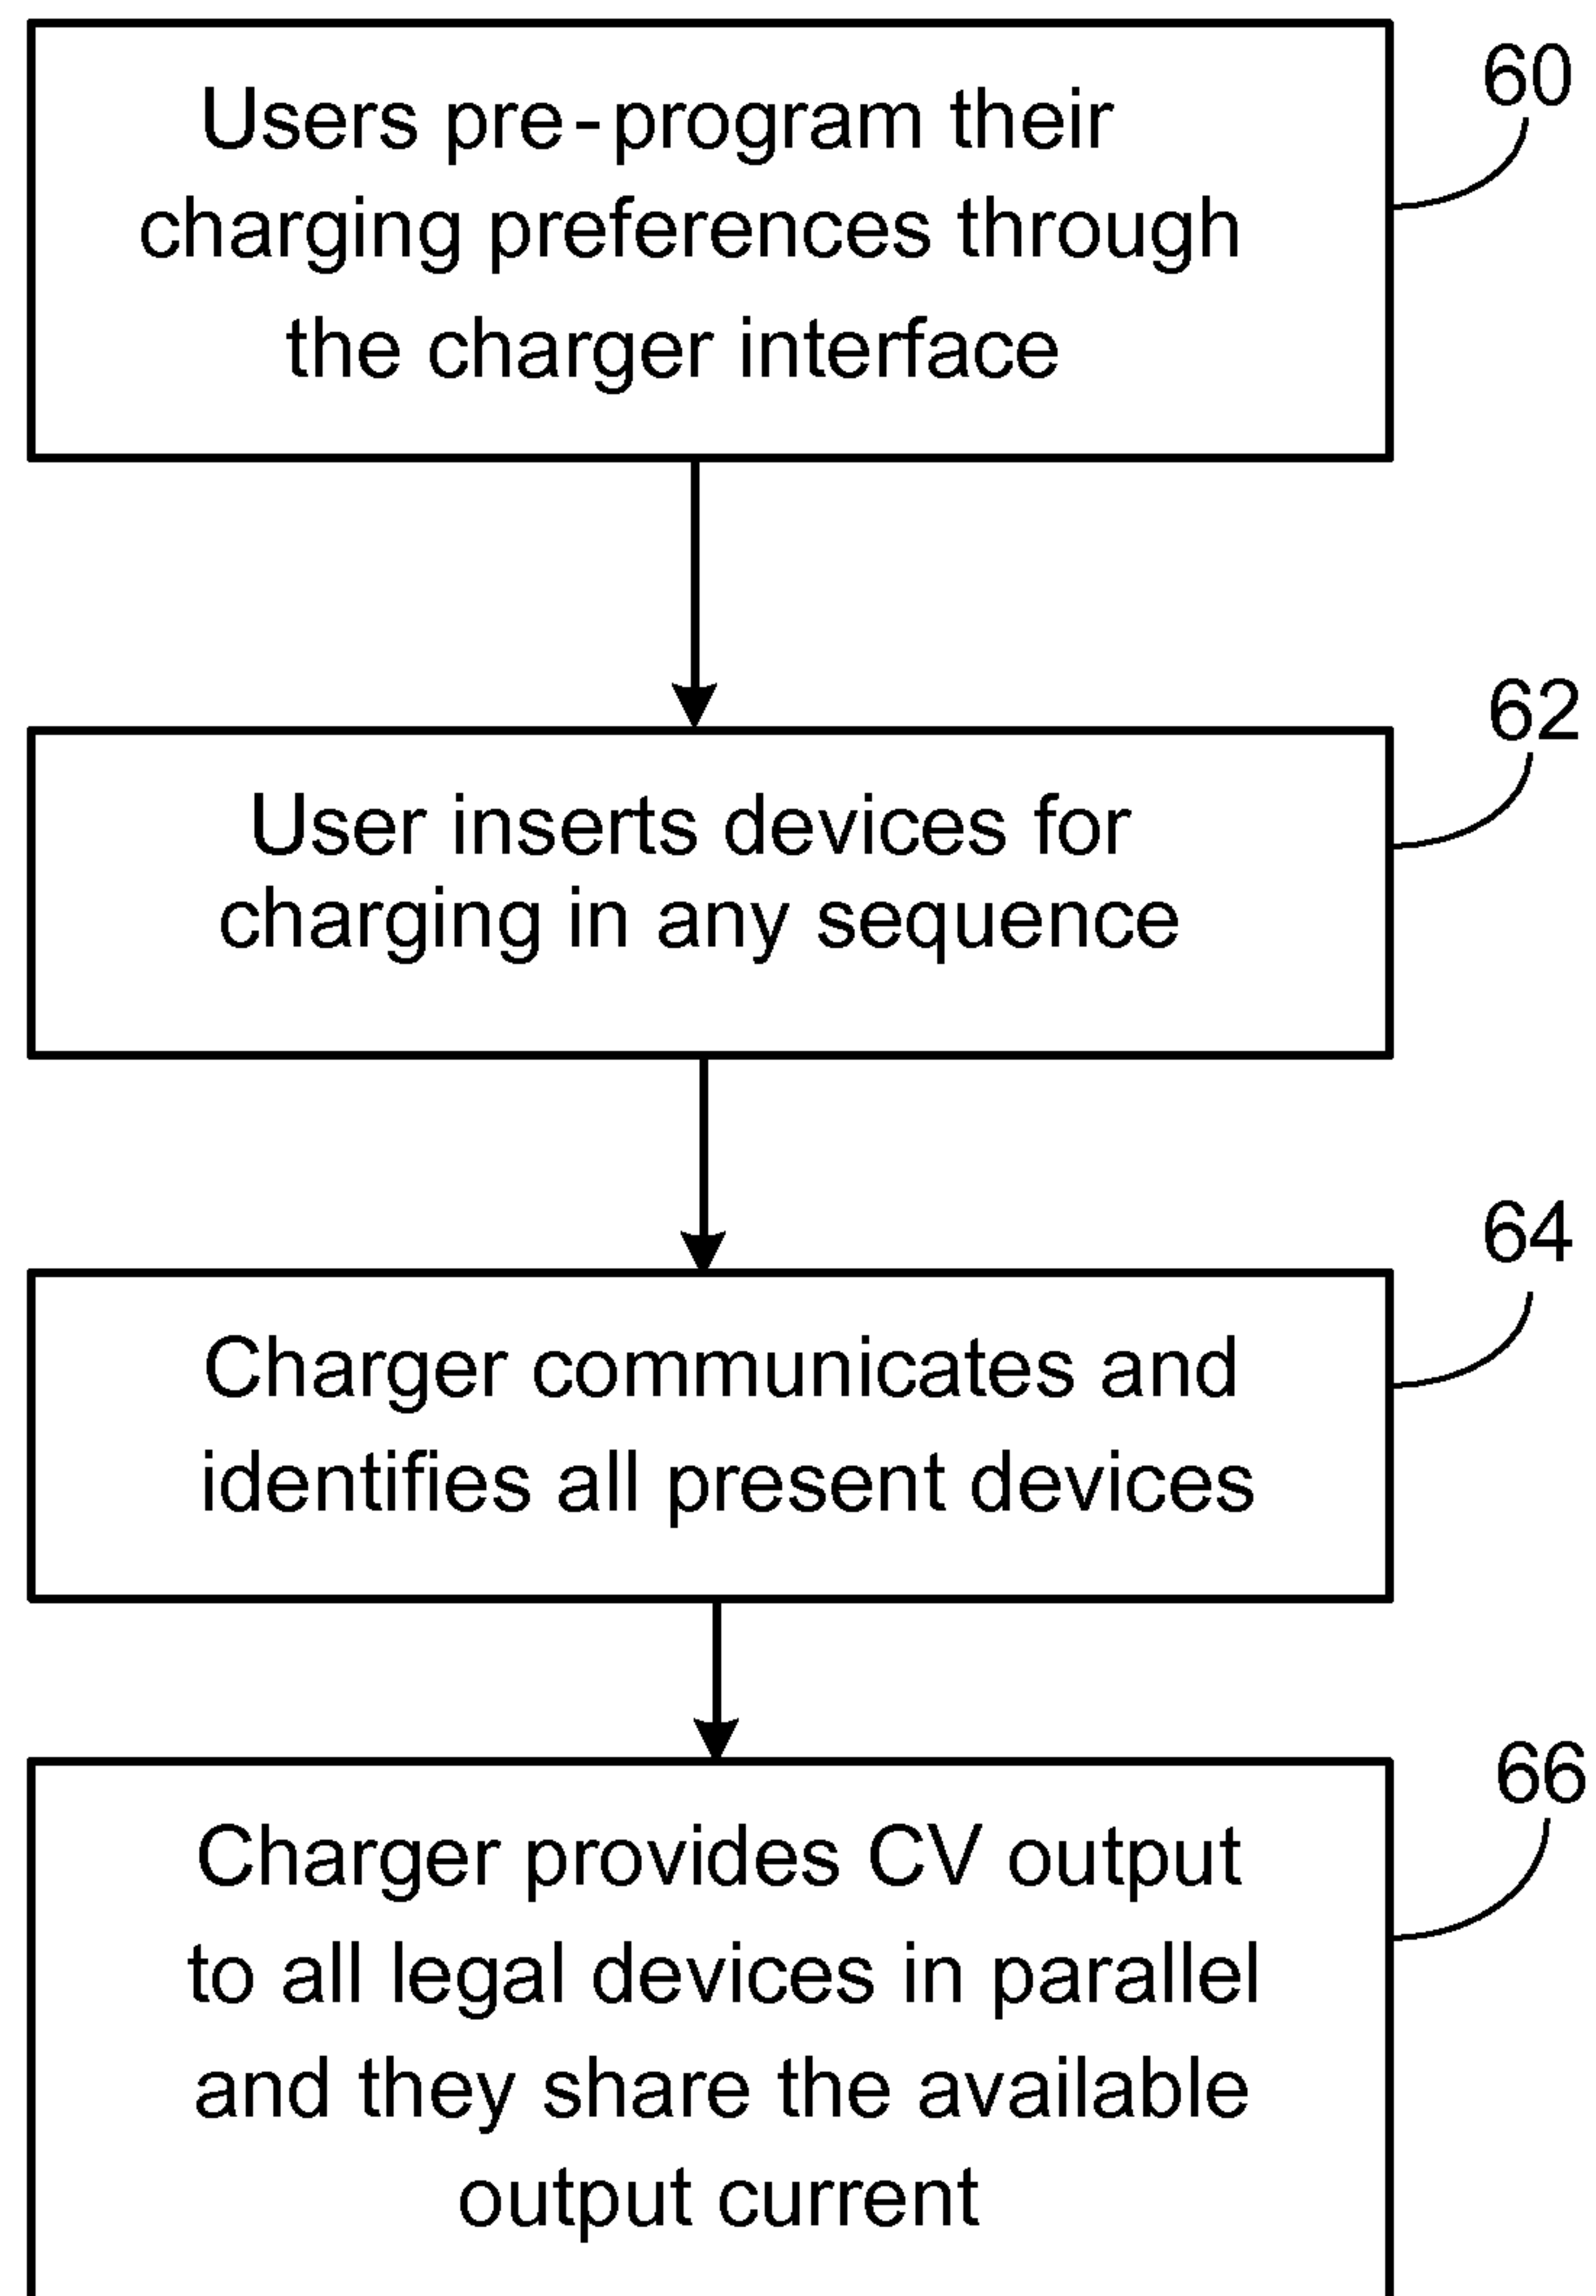 60
Users pre-program their
charging preferences through
the charger interface
62
User inserts devices for
charging in any sequence
64
Charger communicates and
identifies all present devices
66
Charger provides CV output
to all legal devices in parallel
and they share the available
output current